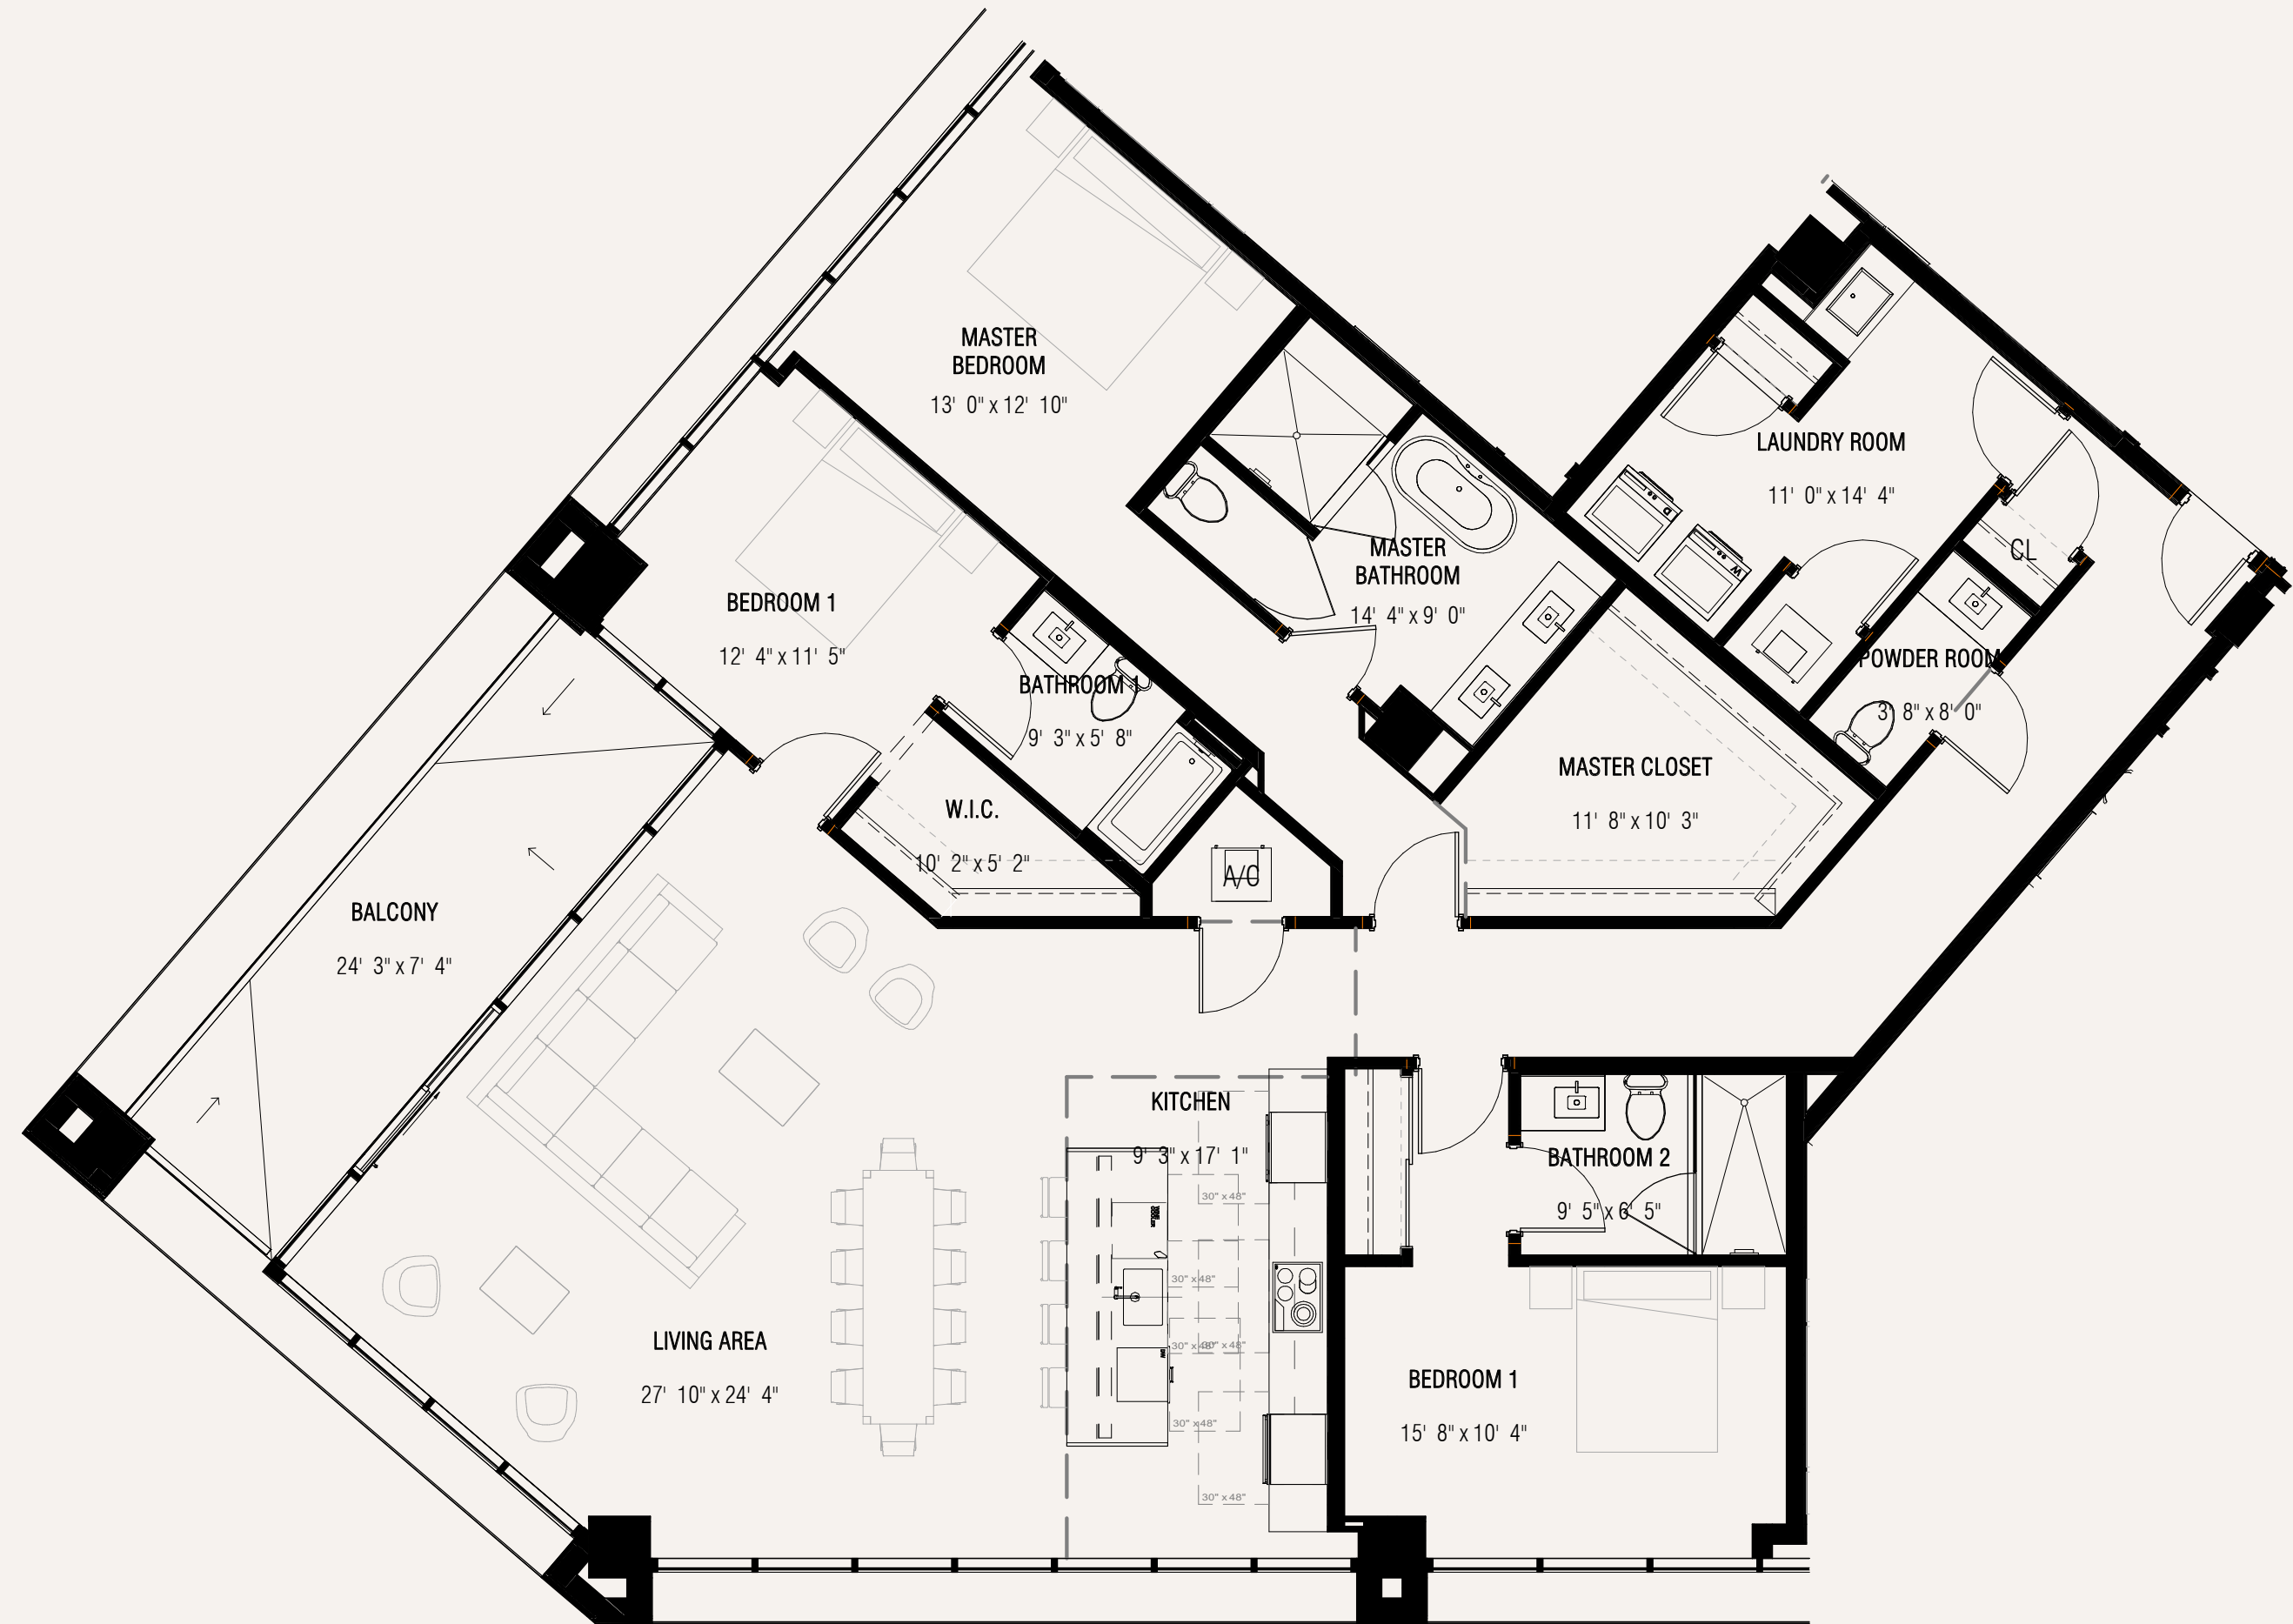 MASTER
BEDROOM
13' 0" x 12' 10"
LAUNDRY ROOM
11' 0" x 14' 4"
D
W
CL
MASTER
BATHROOM
14' 4" x 9' 0"
BEDROOM 1
12' 4" x 11' 5"
BATHROOM 1
9' 3" x 5' 8"
POWDER ROOM
3' 8" x 8' 0"
MASTER CLOSET
11' 8" x 10' 3"
W.I.C.
10' 2" x 5' 2"
A/C
BALCONY
24' 3" x 7' 4"
KITCHEN
9' 3" x 17' 1"
BATHROOM 2
9' 5" x 6' 5"
30" x 48"
30" x 48"
30" x 48"
30" x 48"
30" x 48"
30" x 48"
LIVING AREA
27' 10" x 24' 4"
BEDROOM 1
15' 8" x 10' 4"